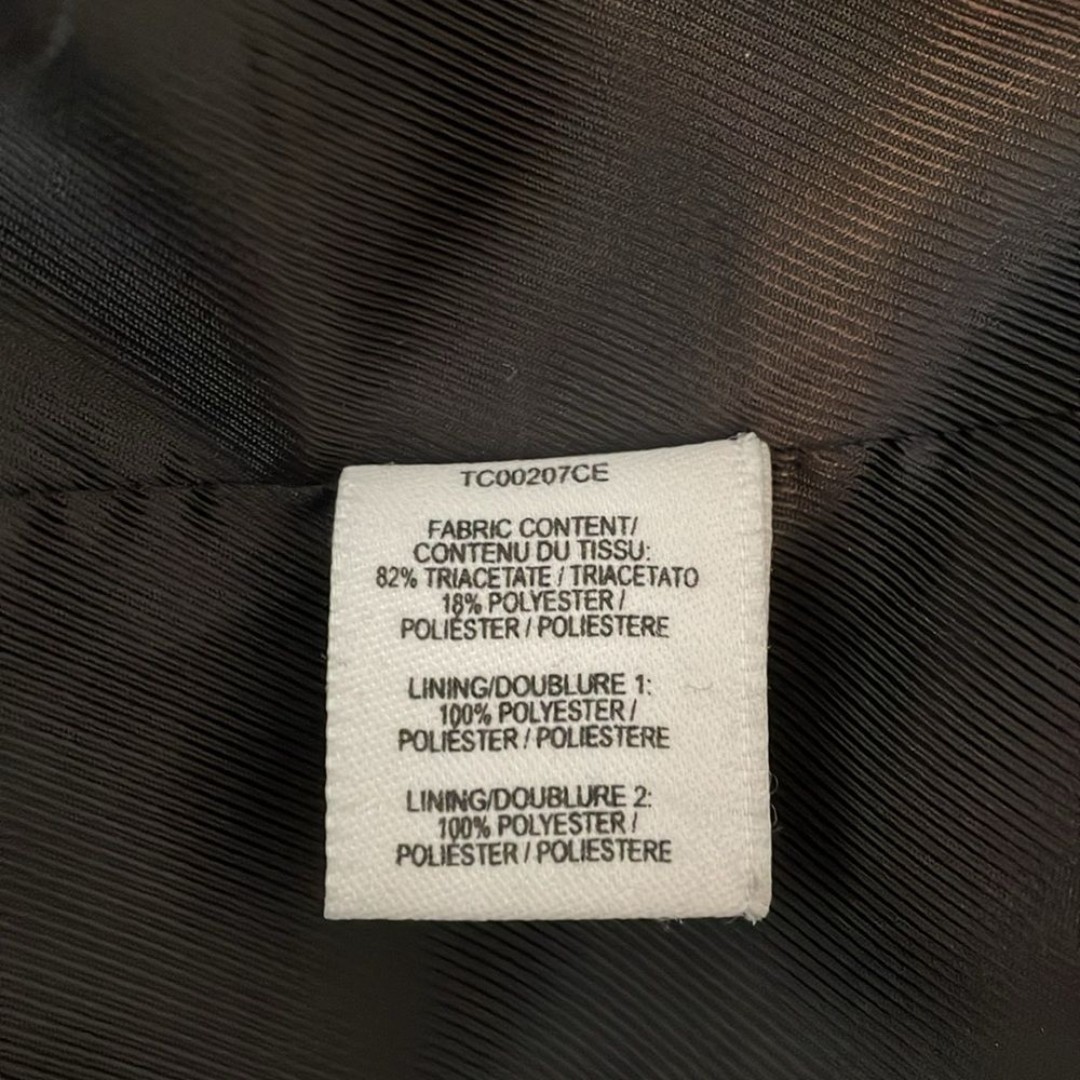 TC00207CE
FABRIC CONTENT/
CONTENU DU TISSU:
82% TRIACETATE / TRIACETATO
18% POLYESTER /
POLIÉSTER / POLIESTERE
LINING/DOUBLURE 1:
100% POLYESTER /
POLIÉSTER / POLIESTERE
LINING/DOUBLURE 2:
100% POLYESTER /
POLIÉSTER / POLIESTERE